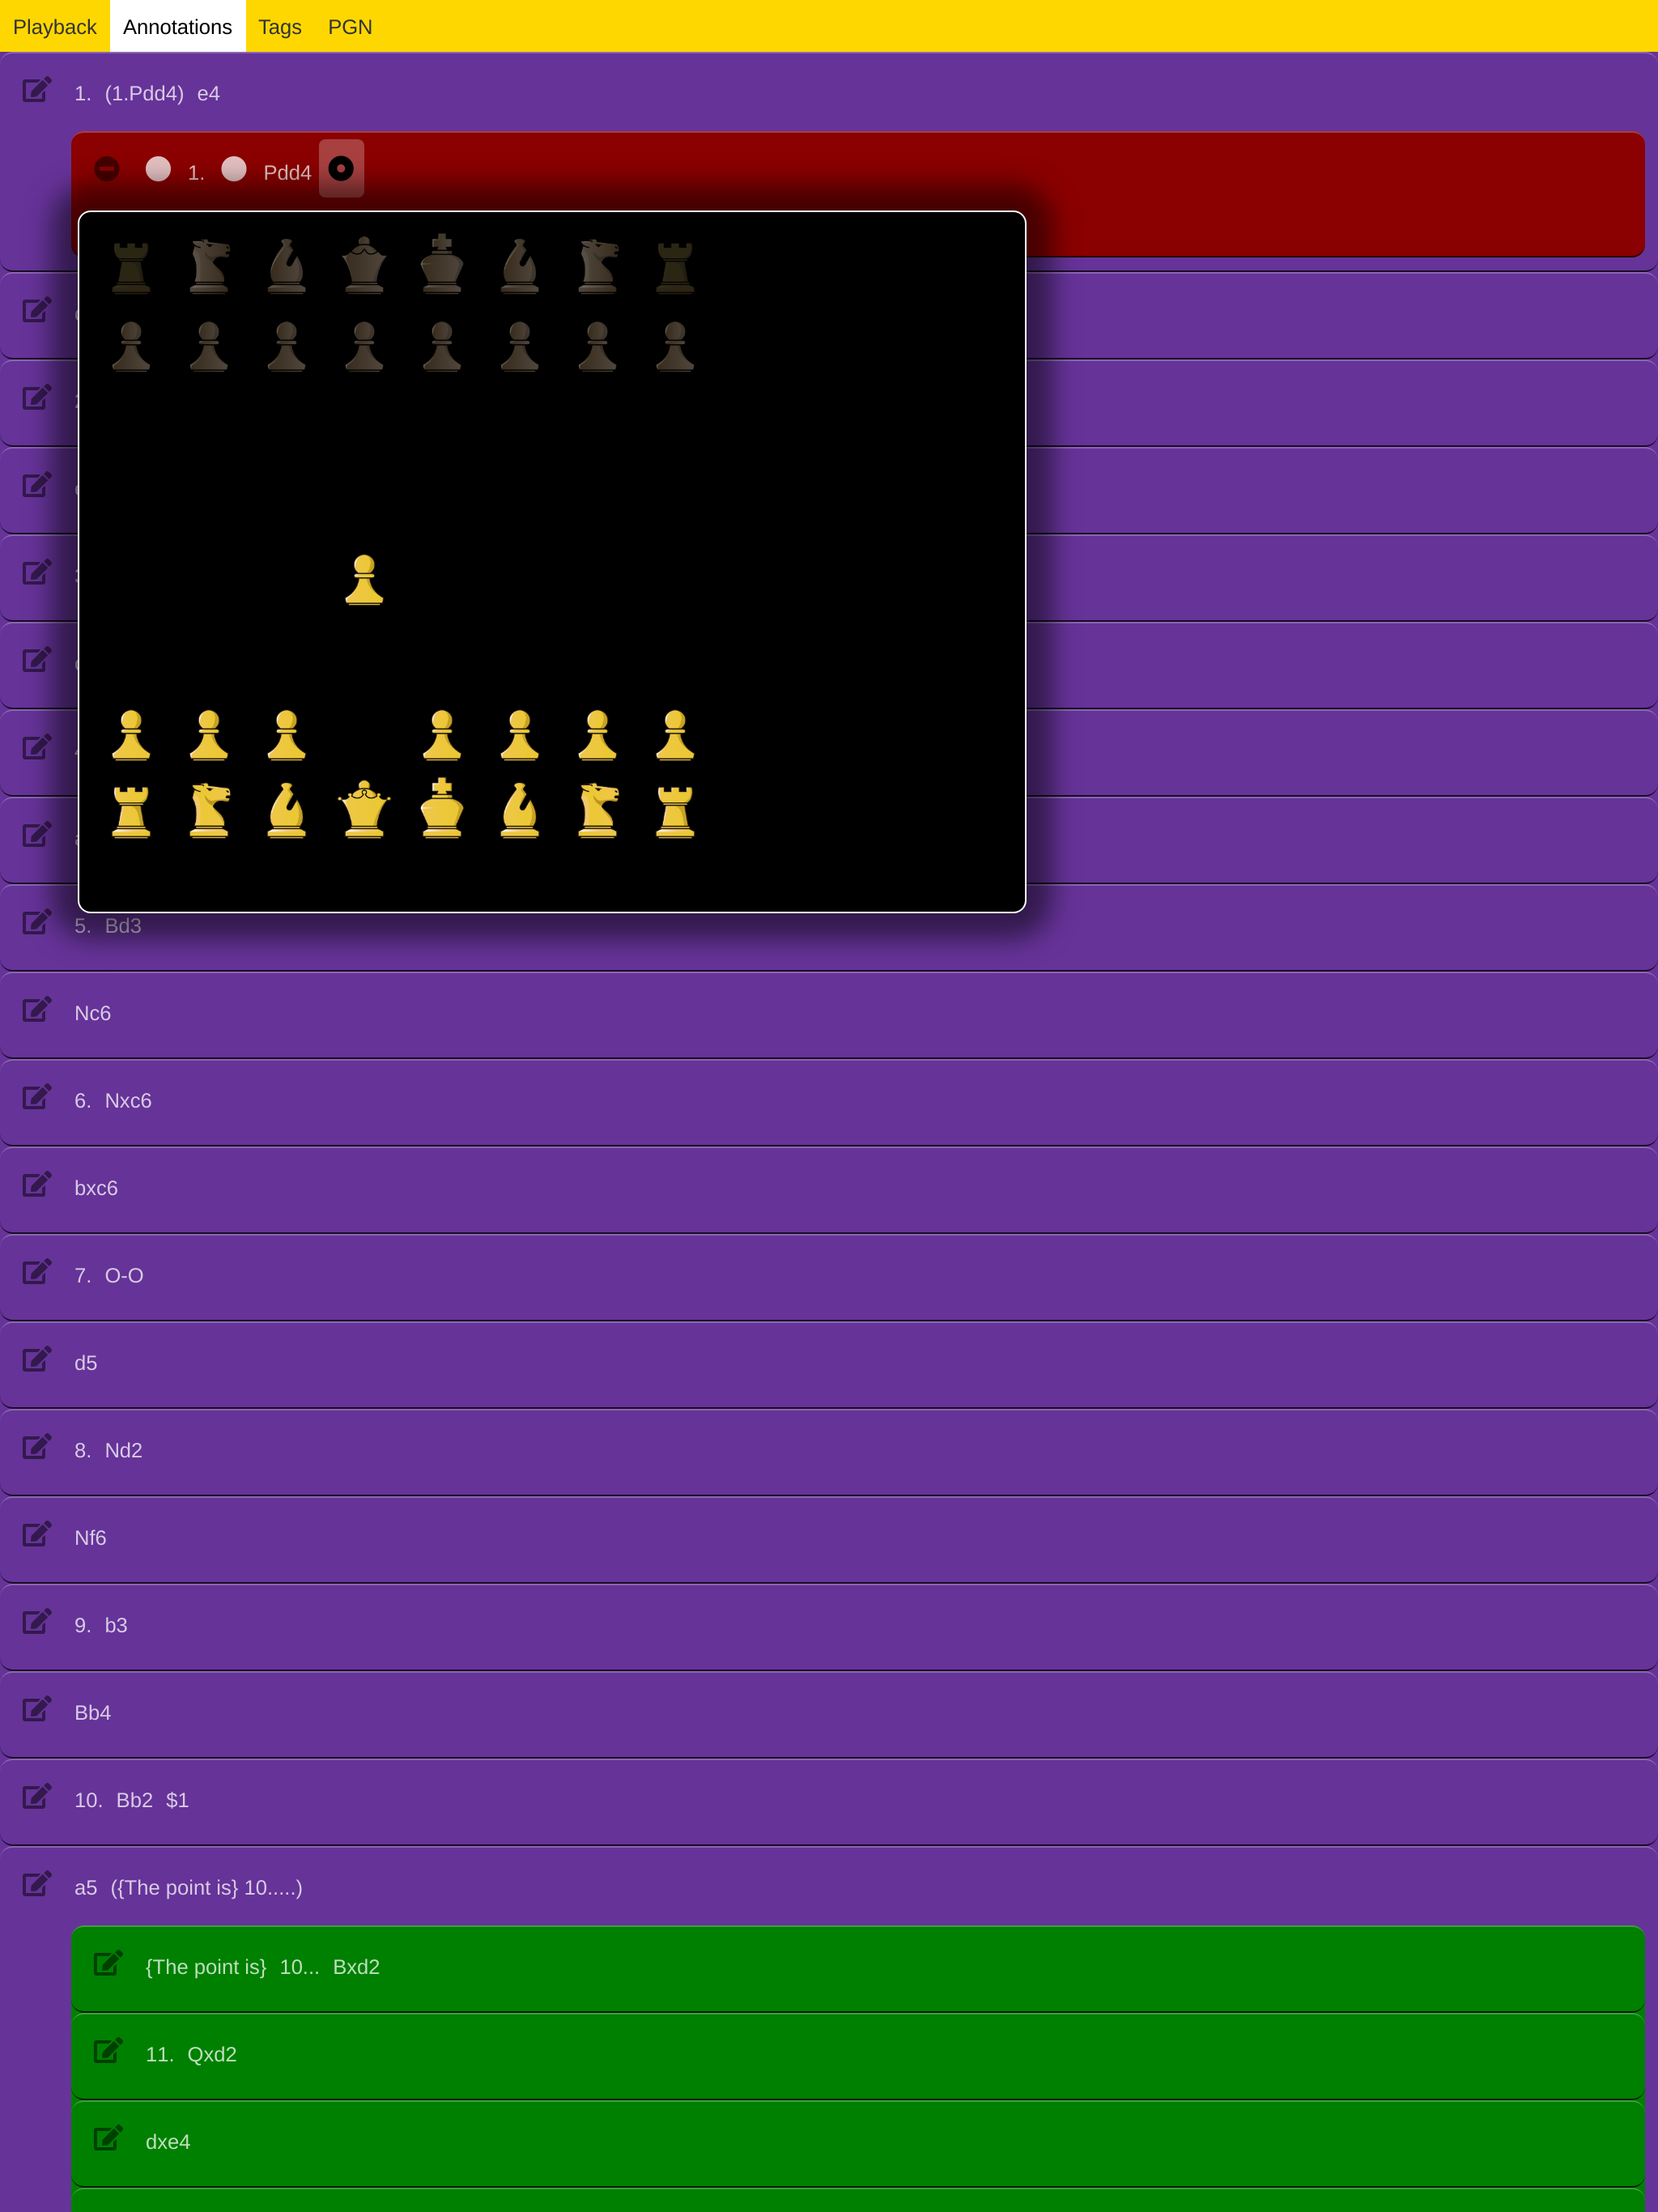 Playback Annotations Tags PGN
1. (1.Pdd4) e4
1. Pdd4
5. Bd3
Nc6
6. Nxc6
bxc6
7. O-O
d5
8. Nd2
Nf6
9. b3
Bb4
10. Bb2 $1
a5 ({The point is} 10.....)
{The point is} 10... Bxd2
11. Qxd2
dxe4